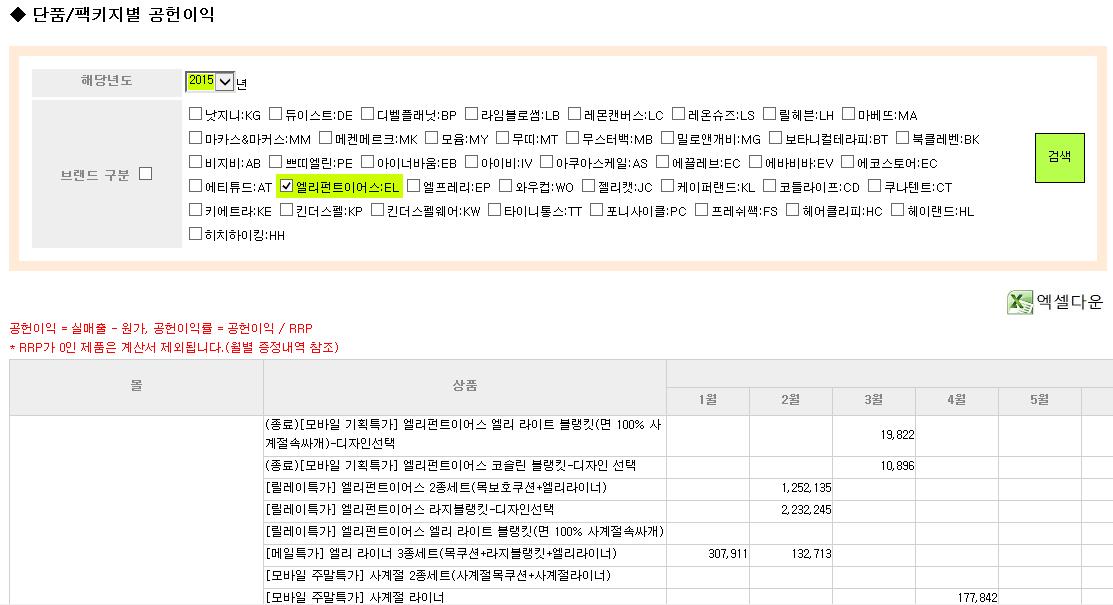 ◆ 단품/팩키지별 공헌이익
해당년도 2015 년
낫지니:KG 듀이스트:DE 디벨플래닛:BP 라임블로썸:LB 레몬캔버스:LC 레온슈즈:LS 릴헤븐:LH 마베뜨:MA
마카스&마커스:MM 메켄메르크:MK 모윰:MY 무띠:MT 무스터백:MB 밀로앤개비:MG 보타니컬테라피:BT 북클레벤:BK
브랜드 구분
비지비:AB 쁘띠엘린:PE 아이너바움:EB 아이비:IV 아쿠아스케일:AS 에끌레브:EC 에바비바:EV 에코스토어:EC
에티튜드:AT 엘리펀트이어스:EL 엘프레리:EP 와우컵:WO 젤리캣:JC 케이퍼랜드:KL 코들라이프:CD 쿠나텐트:CT
키에트라:KE 킨더스펠:KP 킨더스펠웨어:KW 타이니통스:TT 포니사이클:PC 프레쉬쌕:FS 헤어클리피:HC 헤이랜드:HL
히치하이킹:HH
검색
엑셀다운
공헌이익 = 실매출 - 원가, 공헌이익률 = 공헌이익 / RRP
* RRP가 0인 제품은 계산서 제외됩니다.(월별 증정내역 참조)
몰 상품
1월 2월 3월 4월 5월
(종료)[모바일 기획특가] 엘리펀트이어스 엘리 라이트 블랭킷(면 100% 사
계절속싸개)-디자인선택 19,822
(종료)[모바일 기획특가] 엘리펀트이어스 코슬린 블랭킷-디자인 선택 10,896
[릴레이특가] 엘리펀트이어스 2종세트(목보호쿠션+엘리라이너) 1,252,135
[릴레이특가] 엘리펀트이어스 라지블랭킷-디자인선택 2,232,245
[릴레이특가] 엘리펀트이어스 엘리 라이트 블랭킷(면 100% 사계절속싸개)
[메일특가] 엘리 라이너 3종세트(목쿠션+라지블랭킷+엘리라이너) 307,911 132,713
[모바일 주말특가] 사계절 2종세트(사계절목쿠션+사계절라이너)
[모바일 주말특가] 사계절 라이너 177,842